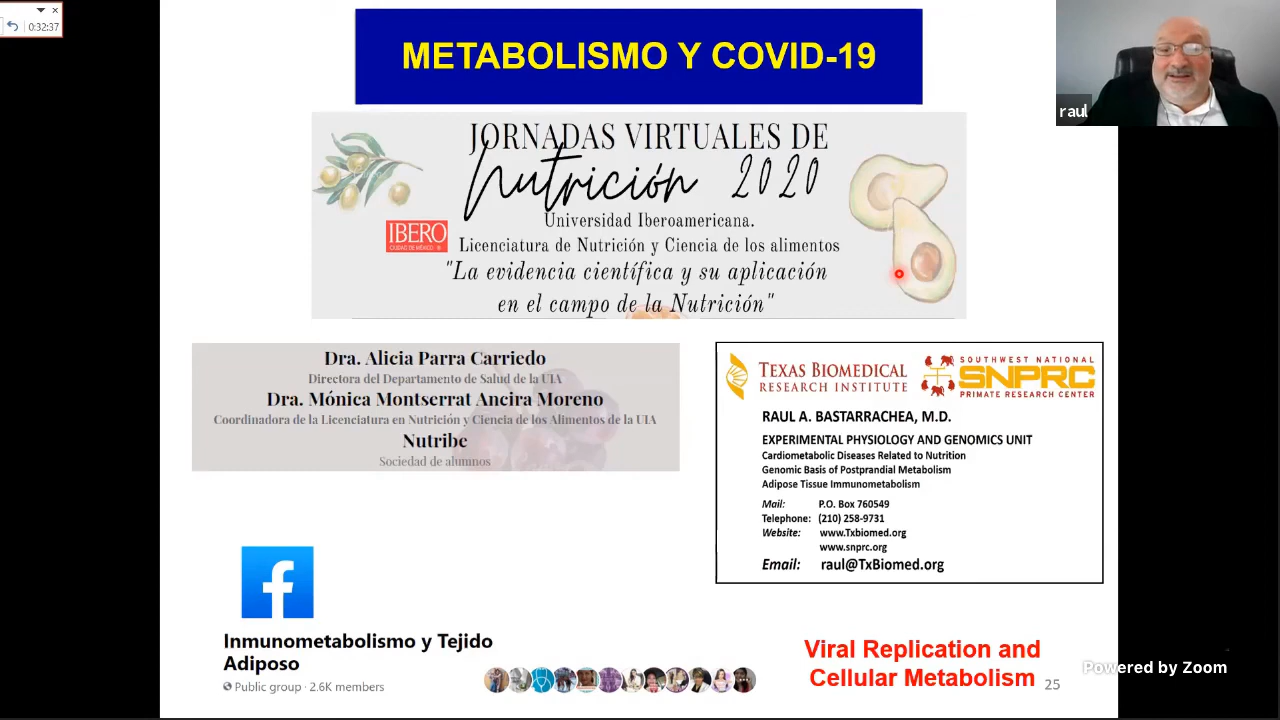 0:32:37
METABOLISMO Y COVID-19
raul
JORNADAS VIRTUALES DE
Nutrición 2020
Universidad Iberoamericana.
IBERO
CIUDAD DE MÉXICO ®
Licenciatura de Nutrición y Ciencia de los alimentos
"La evidencia científica y su aplicación
en el campo de la Nutrición"
Dra. Alicia Parra Carriedo
Directora del Departamento de Salud de la UIA
Dra. Mónica Montserrat Ancira Moreno
Coordinadora de la Licenciatura en Nutrición y Ciencia de los Alimentos de la UIA
Nutribe
Sociedad de alumnos
TEXAS BIOMEDICAL
RESEARCH INSTITUTE
SOUTHWEST NATIONAL
SNPRC
PRIMATE RESEARCH CENTER
RAUL A. BASTARRACHEA, M.D.
EXPERIMENTAL PHYSIOLOGY AND GENOMICS UNIT
Cardiometabolic Diseases Related to Nutrition
Genomic Basis of Postprandial Metabolism
Adipose Tissue Immunometabolism
Mail: P.O. Box 760549
Telephone: (210) 258-9731
Website: www.Txbiomed.org
www.snprc.org
Email: raul@TxBiomed.org
f
Inmunometabolismo y Tejido
Adiposo
Public group · 2.6K members
Viral Replication and
Cellular Metabolism
25
Powered by Zoom